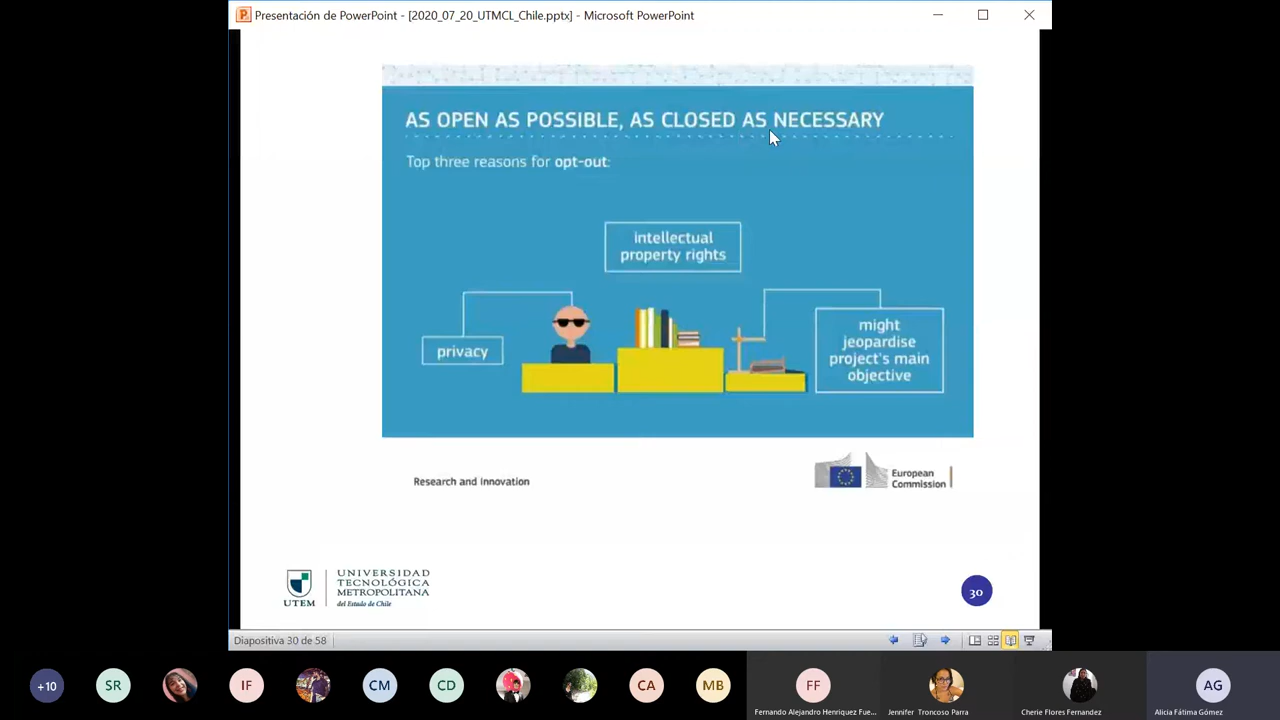 Presentación de PowerPoint - [2020_07_20_UTMCL_Chile.pptx] - Microsoft PowerPoint
AS OPEN AS POSSIBLE, AS CLOSED AS NECESSARY
Top three reasons for opt-out:
intellectual
property rights
privacy
might
jeopardise
project's main
objective
Research and Innovation
European
Commission
UTEM
UNIVERSIDAD
TECNOLÓGICA
METROPOLITANA
del Estado de Chile
30
Diapositiva 30 de 58
+10
SR
IF
CM
CD
CA
MB
FF
AG
Fernando Alejandro Henriquez Fue...
Jennifer Troncoso Parra
Cherie Flores Fernandez
Alicia Fátima Gómez